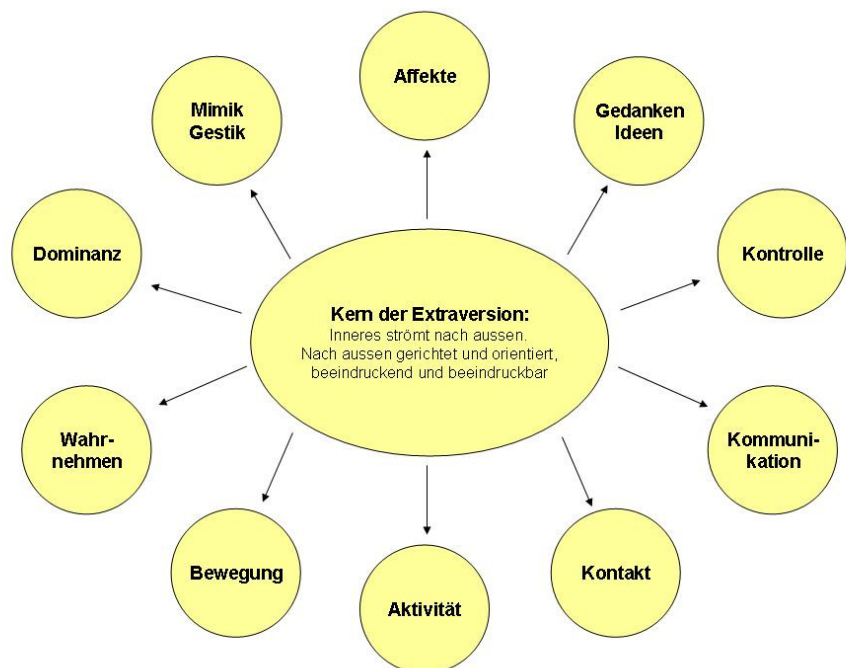 Affekte
Mimik
Gestik
Gedanken
Ideen
Dominanz
Kontrolle
Kern der Extraversion:
Inneres strömt nach aussen.
Nach aussen gerichtet und orientiert,
beeindruckend und beeindruckbar
Wahr-
nehmen
Kommuni-
kation
Bewegung
Kontakt
Aktivität